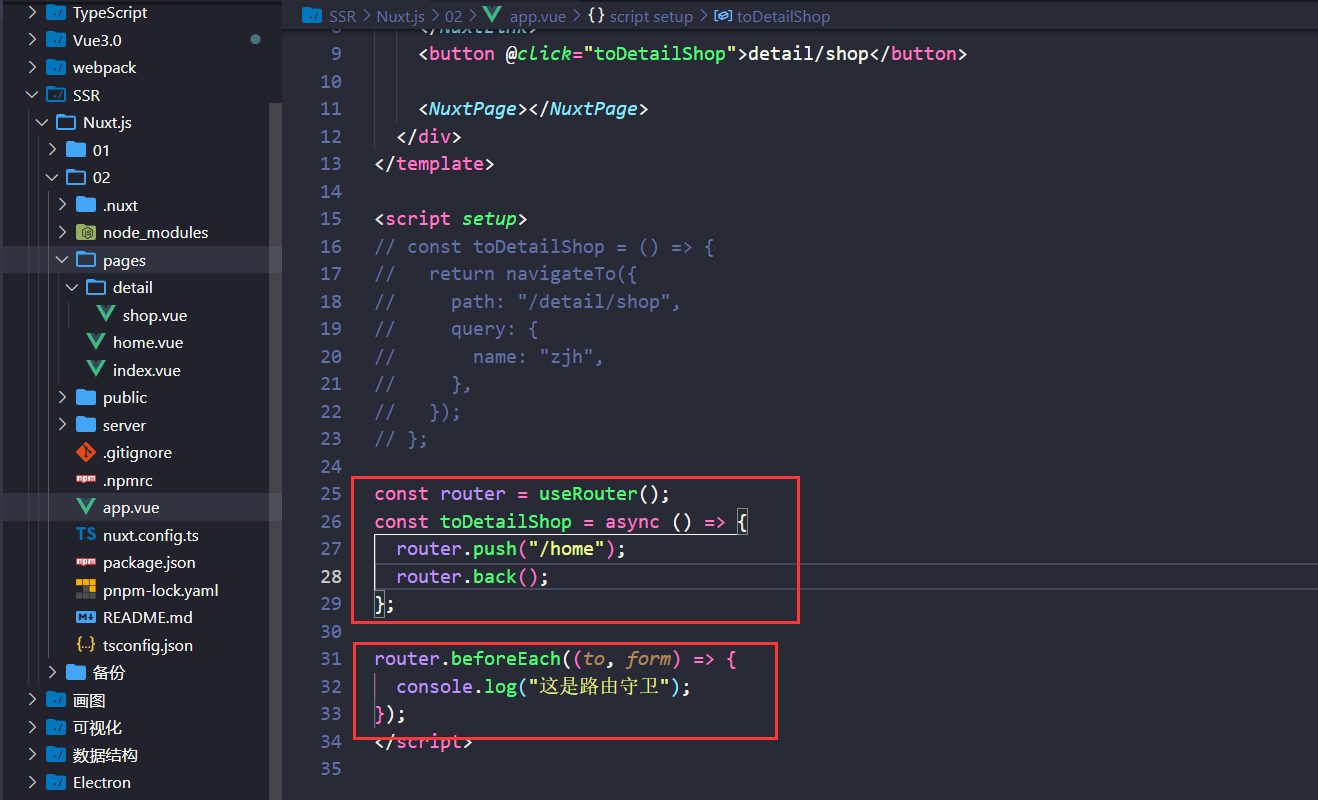 TypeScript
Vue3.0
webpack
SSR
Nuxt.js
01
02
.nuxt
node_modules
pages
detail
shop.vue
home.vue
index.vue
public
server
.gitignore
.npmrc
app.vue
TS nuxt.config.ts
package.json
pnpm-lock.yaml
README.md
{..} tsconfig.json
备份
画图
可视化
数据结构
Electron
SSR > Nuxt.js > 02 > app.vue > {} script setup > toDetailShop
8 </NuxtLink>
9 <button @click="toDetailShop">detail/shop</button>
10
11 <NuxtPage></NuxtPage>
12 </div>
13 </template>
14
15 <script setup>
16 // const toDetailShop = () => {
17 //   return navigateTo({
18 //     path: "/detail/shop",
19 //     query: {
20 //       name: "zjh",
21 //     },
22 //   });
23 // };
24
25 const router = useRouter();
26 const toDetailShop = async () => {
27   router.push("/home");
28   router.back();
29 };
30
31 router.beforeEach((to, form) => {
32   console.log("这是路由守卫");
33 });
34 </script>
35